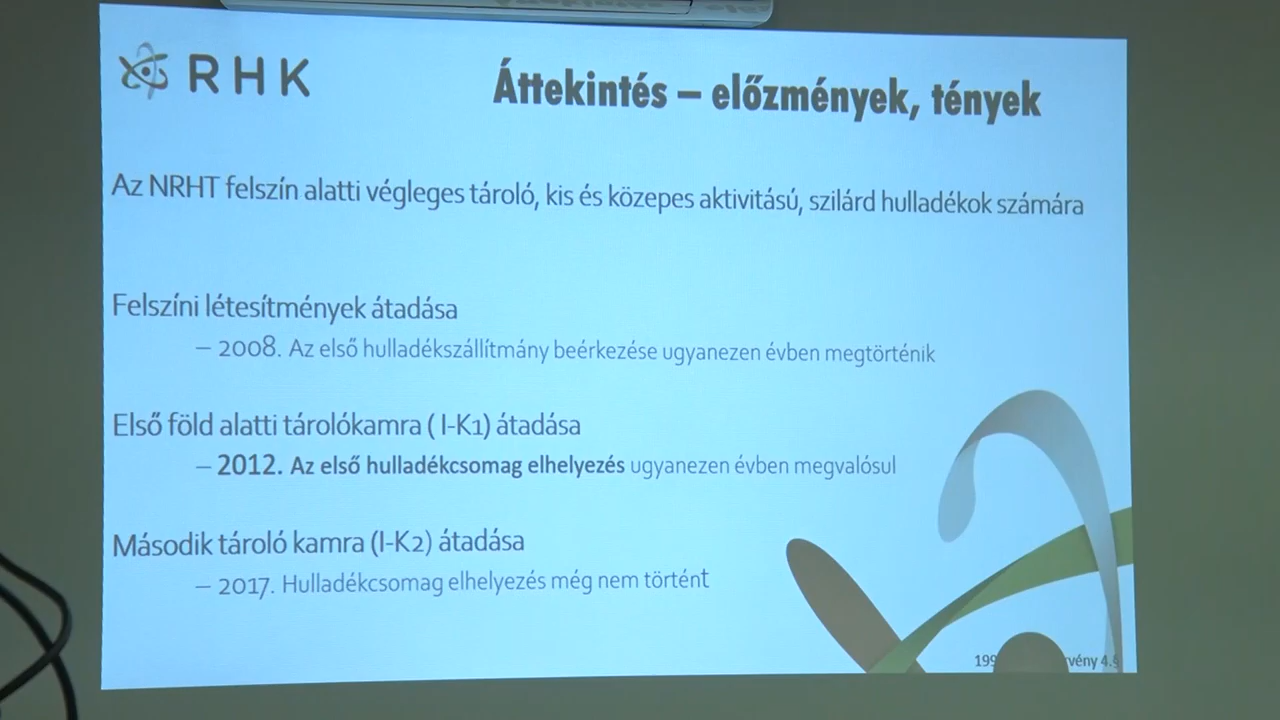 RHK
Áttekintés – előzmények, tények
Az NRHT felszín alatti végleges tároló, kis és közepes aktivitású, szilárd hulladékok számára
Felszíni létesítmények átadása
– 2008. Az első hulladékszállítmány beérkezése ugyanezen évben megtörténik
Első föld alatti tárolókamra ( I-K1) átadása
– 2012. Az első hulladékcsomag elhelyezés ugyanezen évben megvalósul
Második tároló kamra (I-K2) átadása
– 2017. Hulladékcsomag elhelyezés még nem történt
4.§